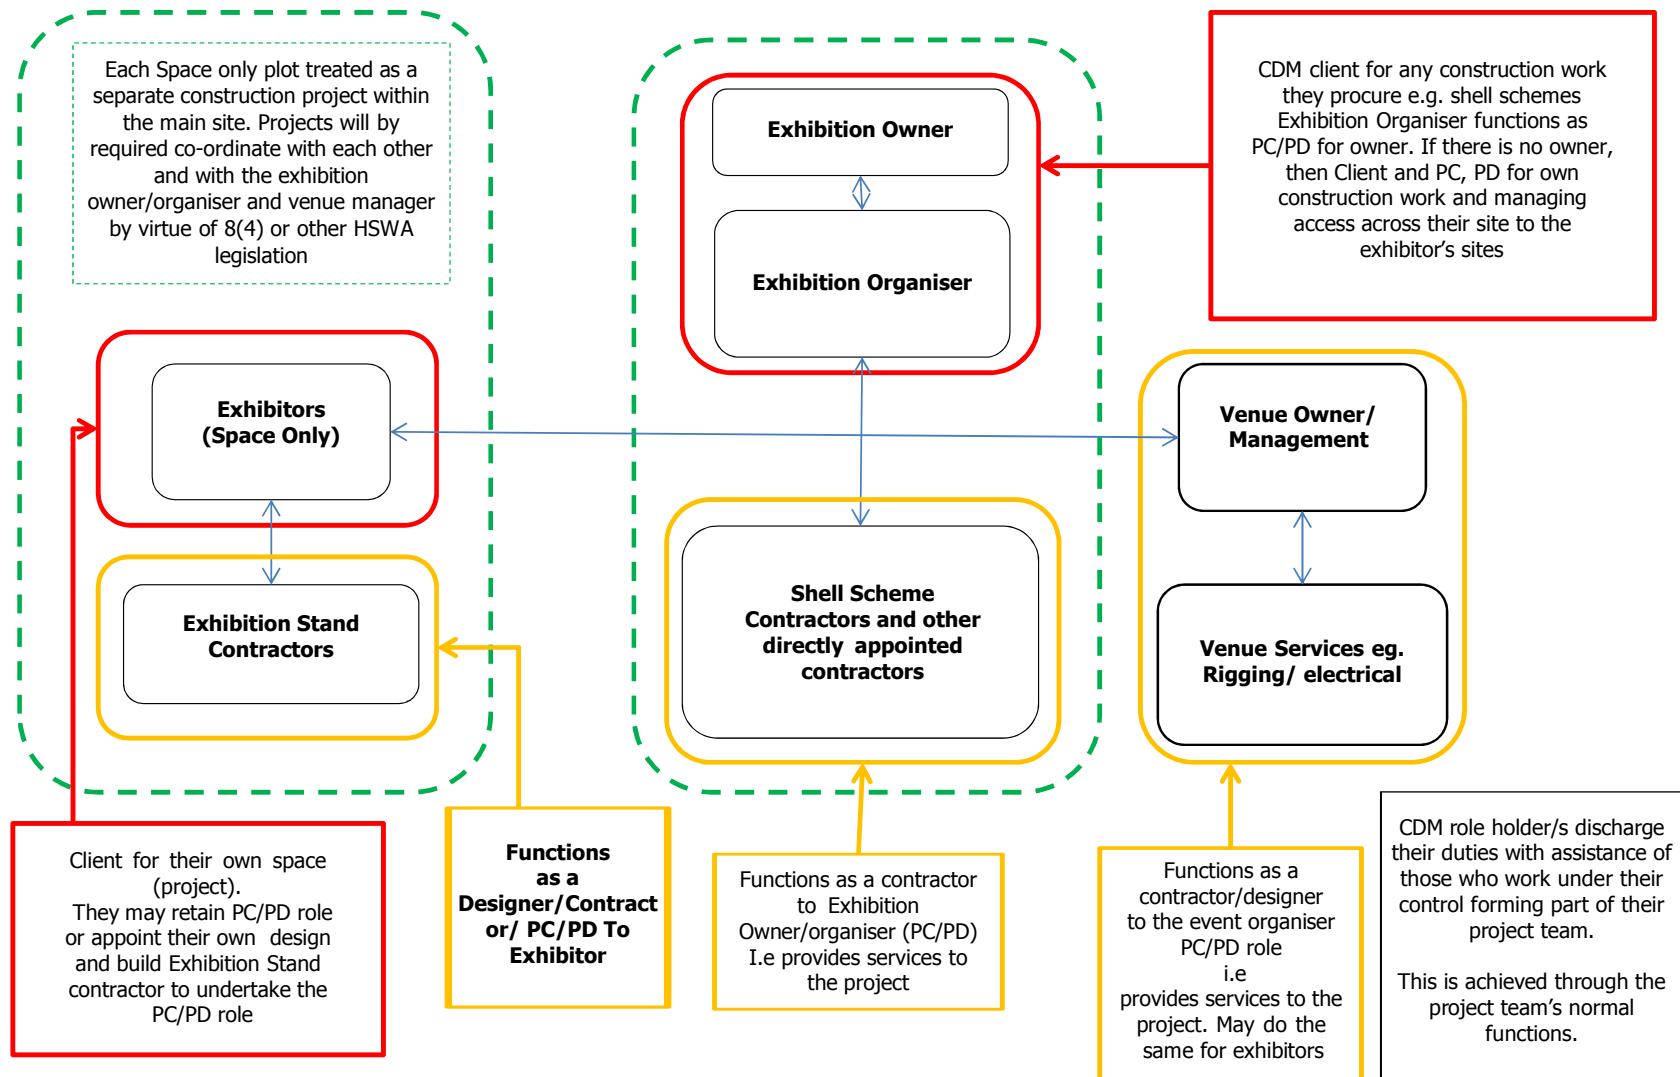 Each Space only plot treated as a
separate construction project within
the main site. Projects will by
required co-ordinate with each other
and with the exhibition
owner/organiser and venue manager
by virtue of 8(4) or other HSWA
legislation
Exhibition Owner
Exhibition Organiser
CDM client for any construction work
they procure e.g. shell schemes
Exhibition Organiser functions as
PC/PD for owner. If there is no owner,
then Client and PC, PD for own
construction work and managing
access across their site to the
exhibitor's sites
Exhibitors
(Space Only)
Venue Owner/
Management
Exhibition Stand
Contractors
Shell Scheme
Contractors and other
directly appointed
contractors
Venue Services eg.
Rigging/ electrical
Client for their own space
(project).
They may retain PC/PD role
or appoint their own design
and build Exhibition Stand
contractor to undertake the
PC/PD role
Functions
as a
Designer/Contract
or/ PC/PD To
Exhibitor
Functions as a contractor
to Exhibition
Owner/organiser (PC/PD)
I.e provides services to
the project
Functions as a
contractor/designer
to the event organiser
PC/PD role
i.e
provides services to the
project. May do the
same for exhibitors
CDM role holder/s discharge
their duties with assistance of
those who work under their
control forming part of their
project team.
This is achieved through the
project team's normal
functions.